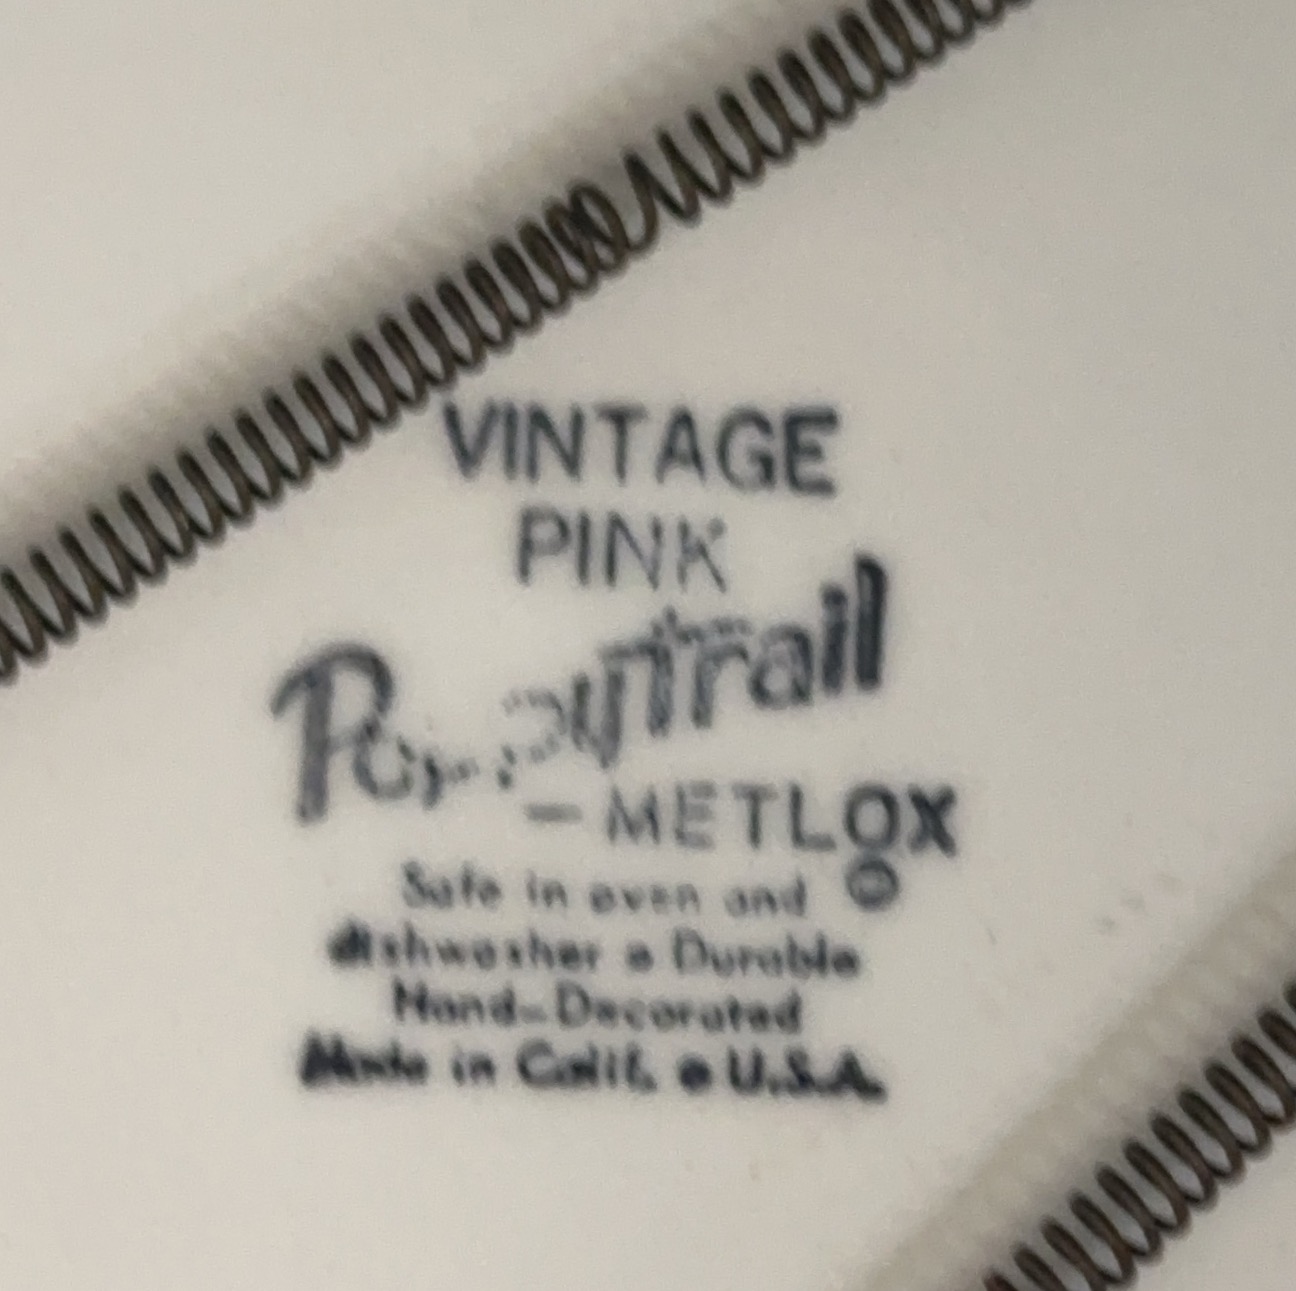 VINTAGE
PINK
Poppytrail
-METLOX
Safe in oven and ©
dishwasher • Durable
Hand-Decorated
Made in Calif. • U.S.A.